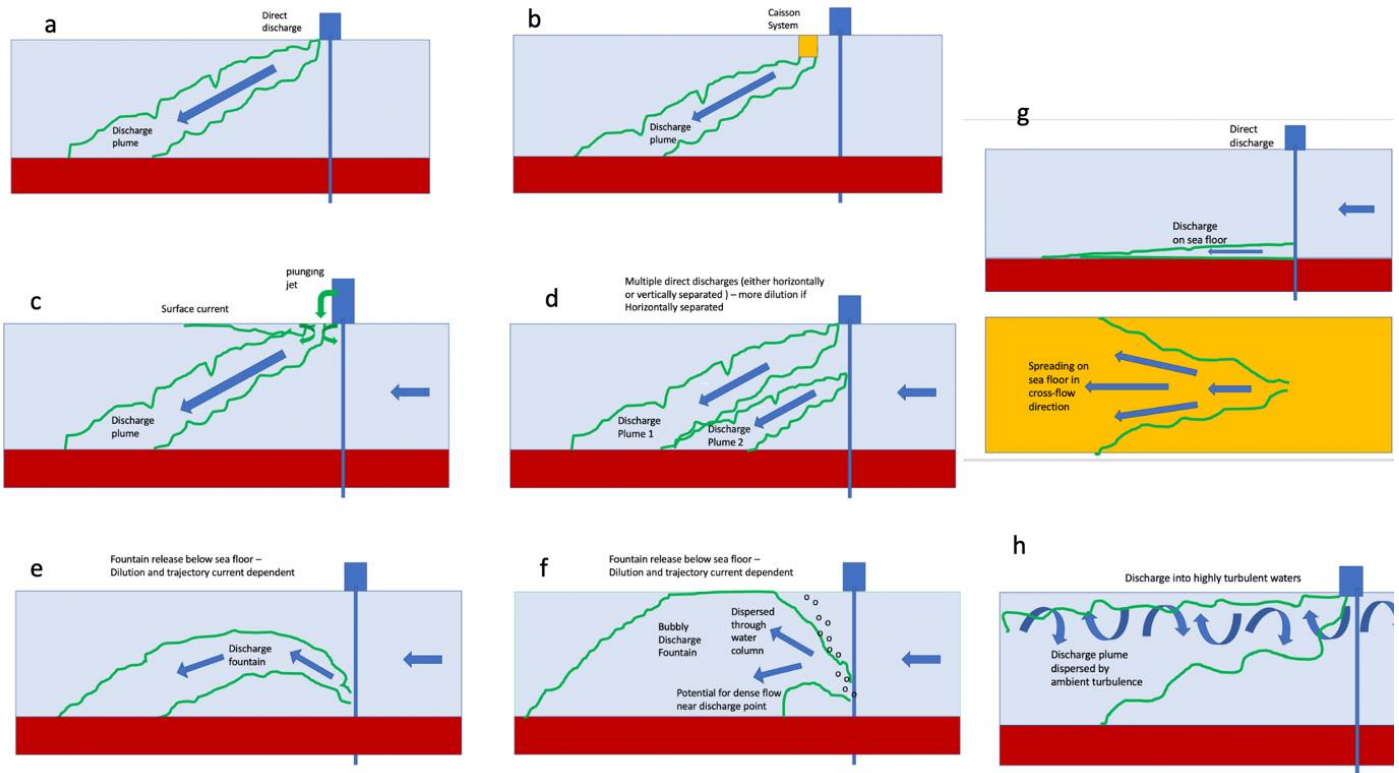 a
Direct
discharge
Discharge
plume
b
Caisson
System
Discharge
plume
g
Direct
discharge
Discharge
on sea floor
Spreading on
sea floor in
cross-flow
direction
c
plunging
jet
Surface current
Discharge
plume
d
Multiple direct discharges (either horizontally
or vertically separated ) – more dilution if
Horizontally separated
Discharge
Plume 1
Discharge
Plume 2
e
Fountain release below sea floor –
Dilution and trajectory current dependent
Discharge
fountain
f
Fountain release below sea floor –
Dilution and trajectory current dependent
Bubbly
Discharge
Fountain
Dispersed
through
water
column
Potential for dense flow
near discharge point
h
Discharge into highly turbulent waters
Discharge plume
dispersed by
ambient turbulence